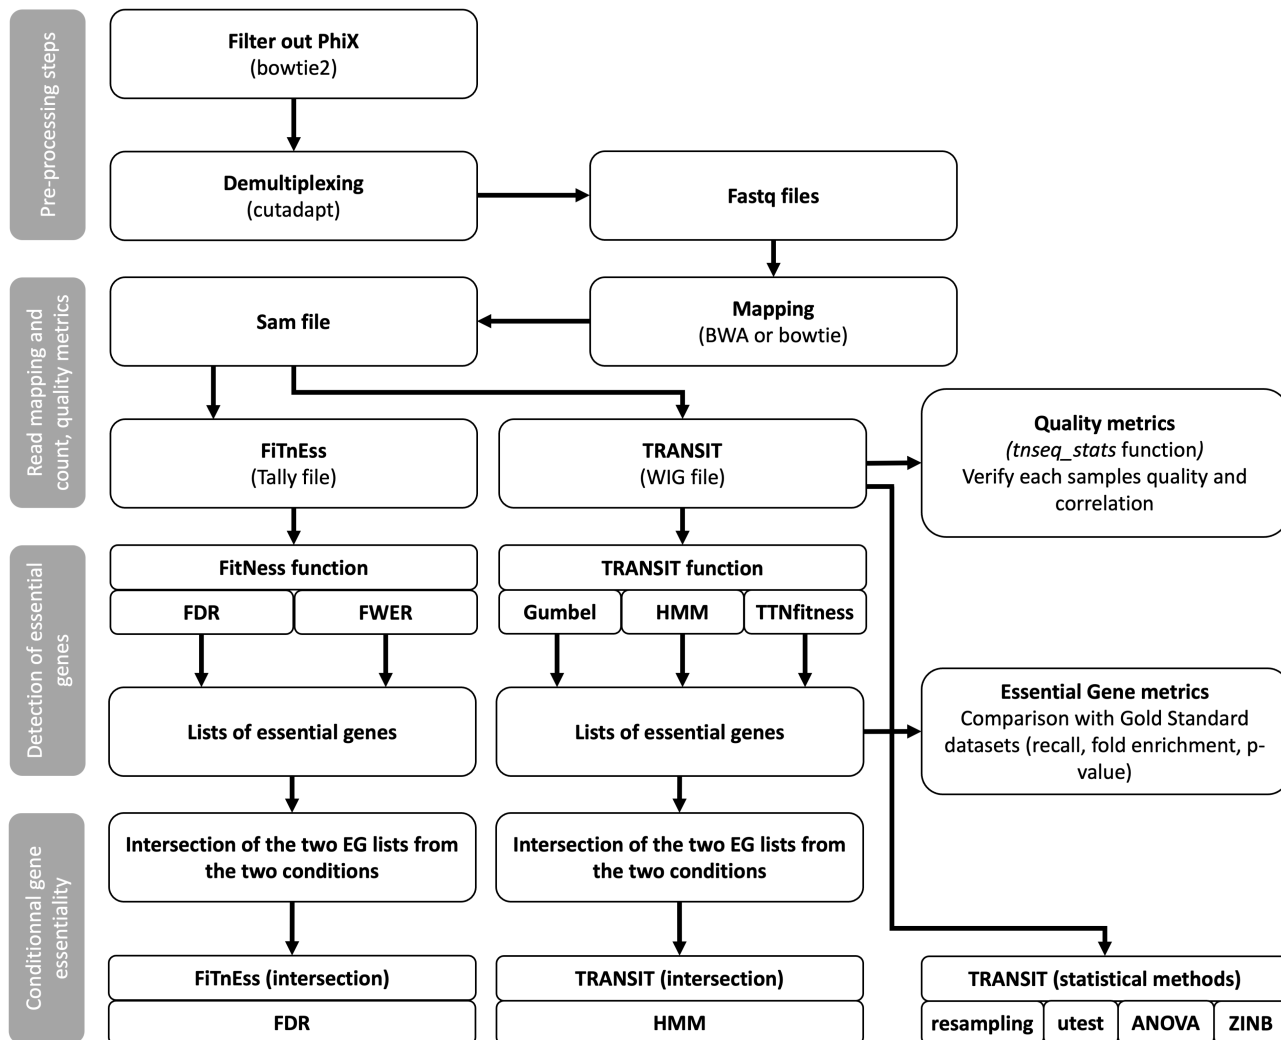 Pre-processing steps
Filter out PhiX
(bowtie2)
Demultiplexing
(cutadapt)
Fastq files
Read mapping and
count, quality metrics
Sam file
Mapping
(BWA or bowtie)
FiTnEss
(Tally file)
TRANSIT
(WIG file)
Quality metrics
(tnseq_stats function)
Verify each samples quality and
correlation
Detection of essential
genes
FitNess function
FDR
FWER
TRANSIT function
Gumbel
HMM
TTNfitness
Lists of essential genes
Lists of essential genes
Essential Gene metrics
Comparison with Gold Standard
datasets (recall, fold enrichment, p-
value)
Conditionnal gene
essentiality
Intersection of the two EG lists from
the two conditions
Intersection of the two EG lists from
the two conditions
FiTnEss (intersection)
FDR
TRANSIT (intersection)
HMM
TRANSIT (statistical methods)
resampling
utest
ANOVA
ZINB